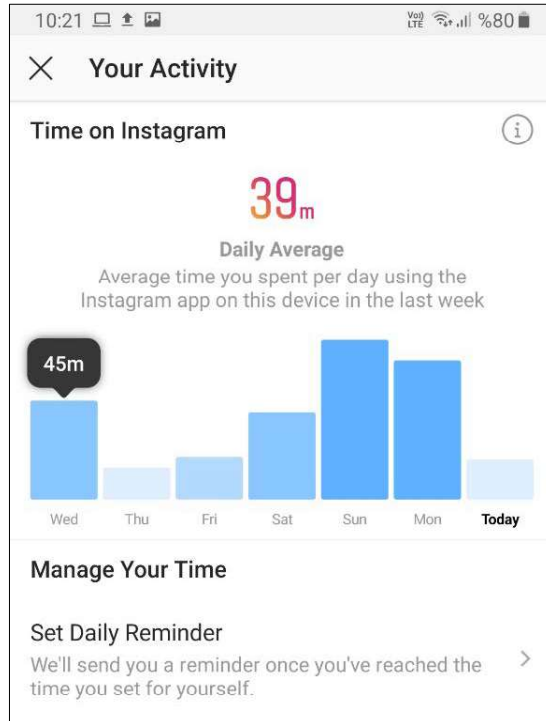 10:21 Vo)) LTE %80
Your Activity
Time on Instagram
39m
Daily Average
Average time you spent per day using the
Instagram app on this device in the last week
45m
Wed Thu Fri Sat Sun Mon Today
Manage Your Time
Set Daily Reminder
We'll send you a reminder once you've reached the
time you set for yourself.